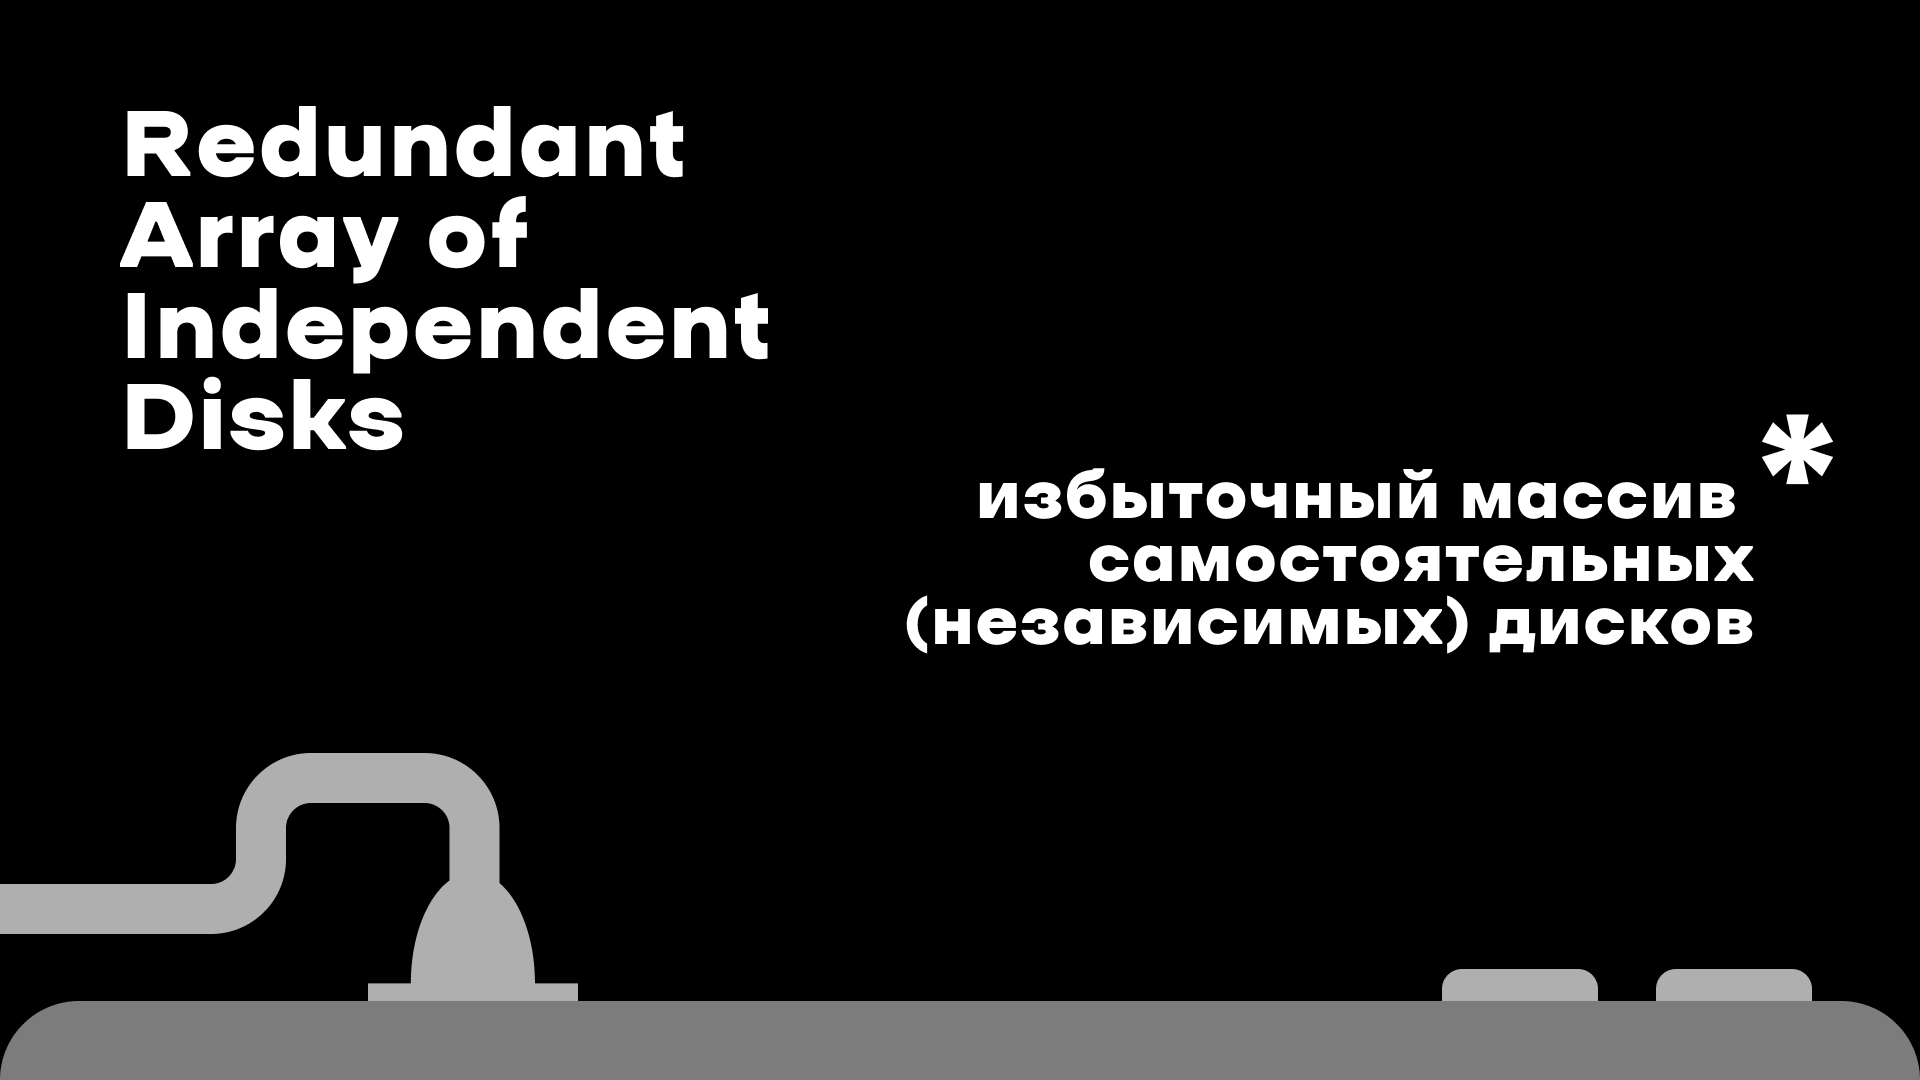 Redundant
Array of
Independent
Disks
*
избыточный массив
самостоятельных
(независимых) дисков